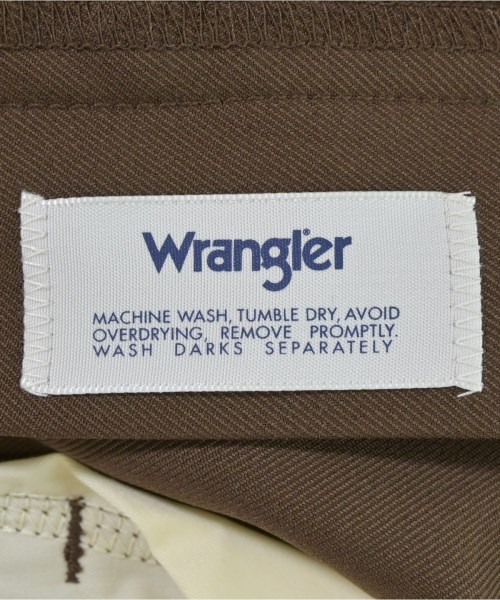 Wrangler
MACHINE WASH, TUMBLE DRY, AVOID
OVERDRYING, REMOVE PROMPTLY.
WASH DARKS SEPARATELY